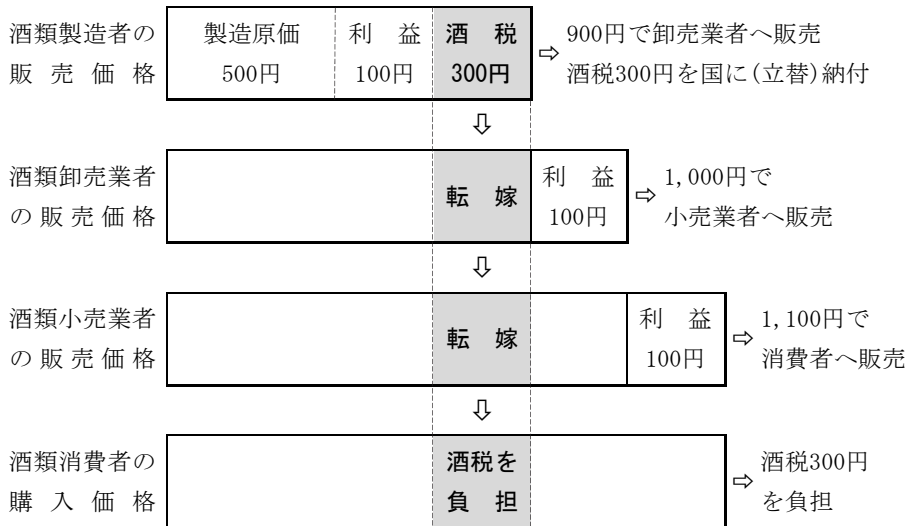 酒類製造者の
販売価格
製造原価
500円
利 益
100円
酒 税
300円
⇨
900円で卸売業者へ販売
酒税300円を国に(立替)納付
⇩
酒類卸売業者
の販売価格
転 嫁
利 益
100円
⇨
1,000円で
小売業者へ販売
⇩
酒類小売業者
の販売価格
転 嫁
利 益
100円
⇨
1,100円で
消費者へ販売
⇩
酒類消費者の
購入価格
酒税を
負 担
⇨
酒税300円
を負担